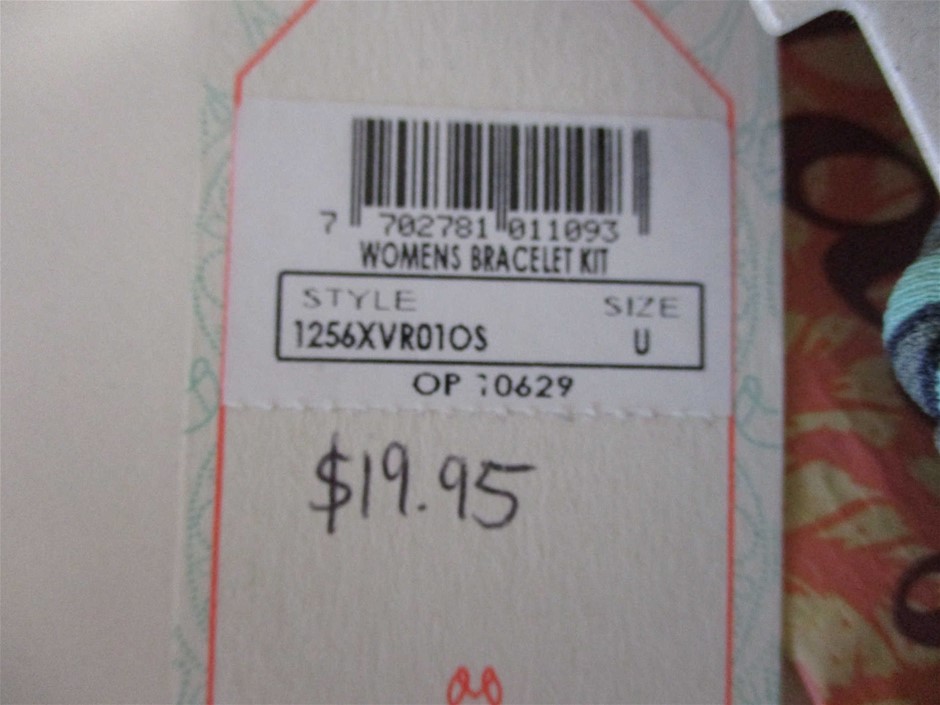 7 702781 011093
WOMENS BRACELET KIT
STYLE SIZE
1256XVR01OS U
OP 10629
$19.95